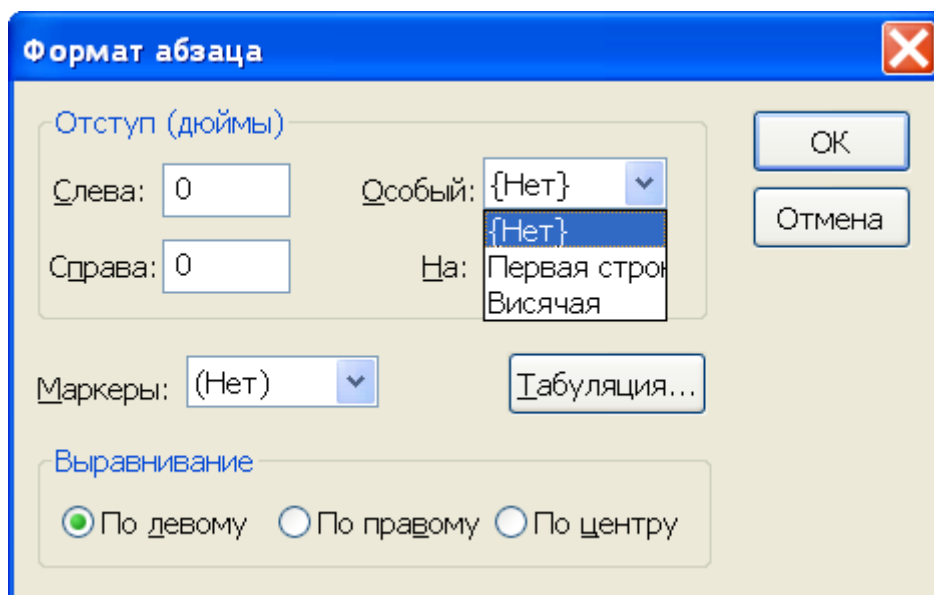 Формат абзаца
Отступ (дюймы)
Слева: 0 Особый: {Нет}
{Нет}
Первая строк
Висячая
Справа: 0 На:
ОК
Отмена
Маркеры: (Нет) Табуляция...
Выравнивание
По левому По правому По центру